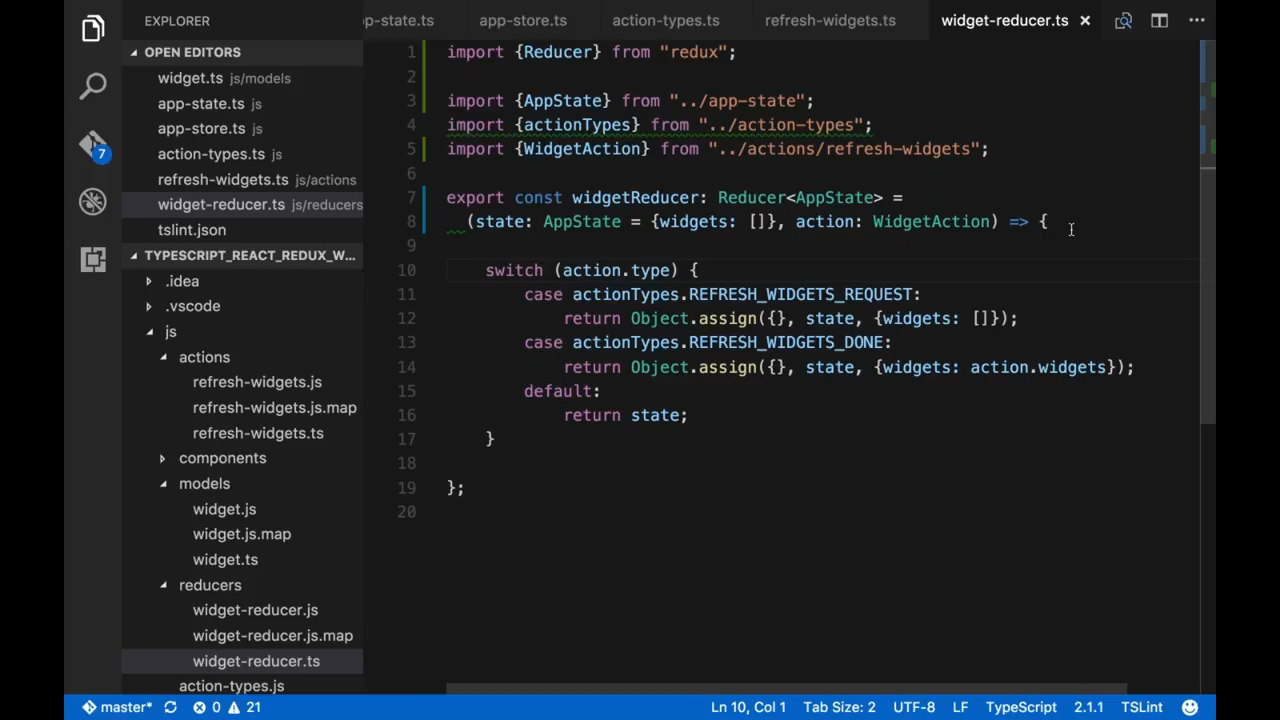 EXPLORER
OPEN EDITORS
widget.ts js/models
app-state.ts js
app-store.ts js
action-types.ts js
refresh-widgets.ts js/actions
widget-reducer.ts js/reducers
tslint.json
TYPESCRIPT_REACT_REDUX_W...
.idea
.vscode
js
actions
refresh-widgets.js
refresh-widgets.js.map
refresh-widgets.ts
components
models
widget.js
widget.js.map
widget.ts
reducers
widget-reducer.js
widget-reducer.js.map
widget-reducer.ts
action-types.js
7
p-state.ts app-store.ts action-types.ts refresh-widgets.ts widget-reducer.ts
1 import {Reducer} from "redux";
2
3 import {AppState} from "../app-state";
4 import {actionTypes} from "../action-types";
5 import {WidgetAction} from "../actions/refresh-widgets";
6
7 export const widgetReducer: Reducer<AppState> =
8 (state: AppState = {widgets: []}, action: WidgetAction) => {
9
10 switch (action.type) {
11 case actionTypes.REFRESH_WIDGETS_REQUEST:
12 return Object.assign({}, state, {widgets: []});
13 case actionTypes.REFRESH_WIDGETS_DONE:
14 return Object.assign({}, state, {widgets: action.widgets});
15 default:
16 return state;
17 }
18
19 };
20
master* 0 21 Ln 10, Col 1 Tab Size: 2 UTF-8 LF TypeScript 2.1.1 TSLint